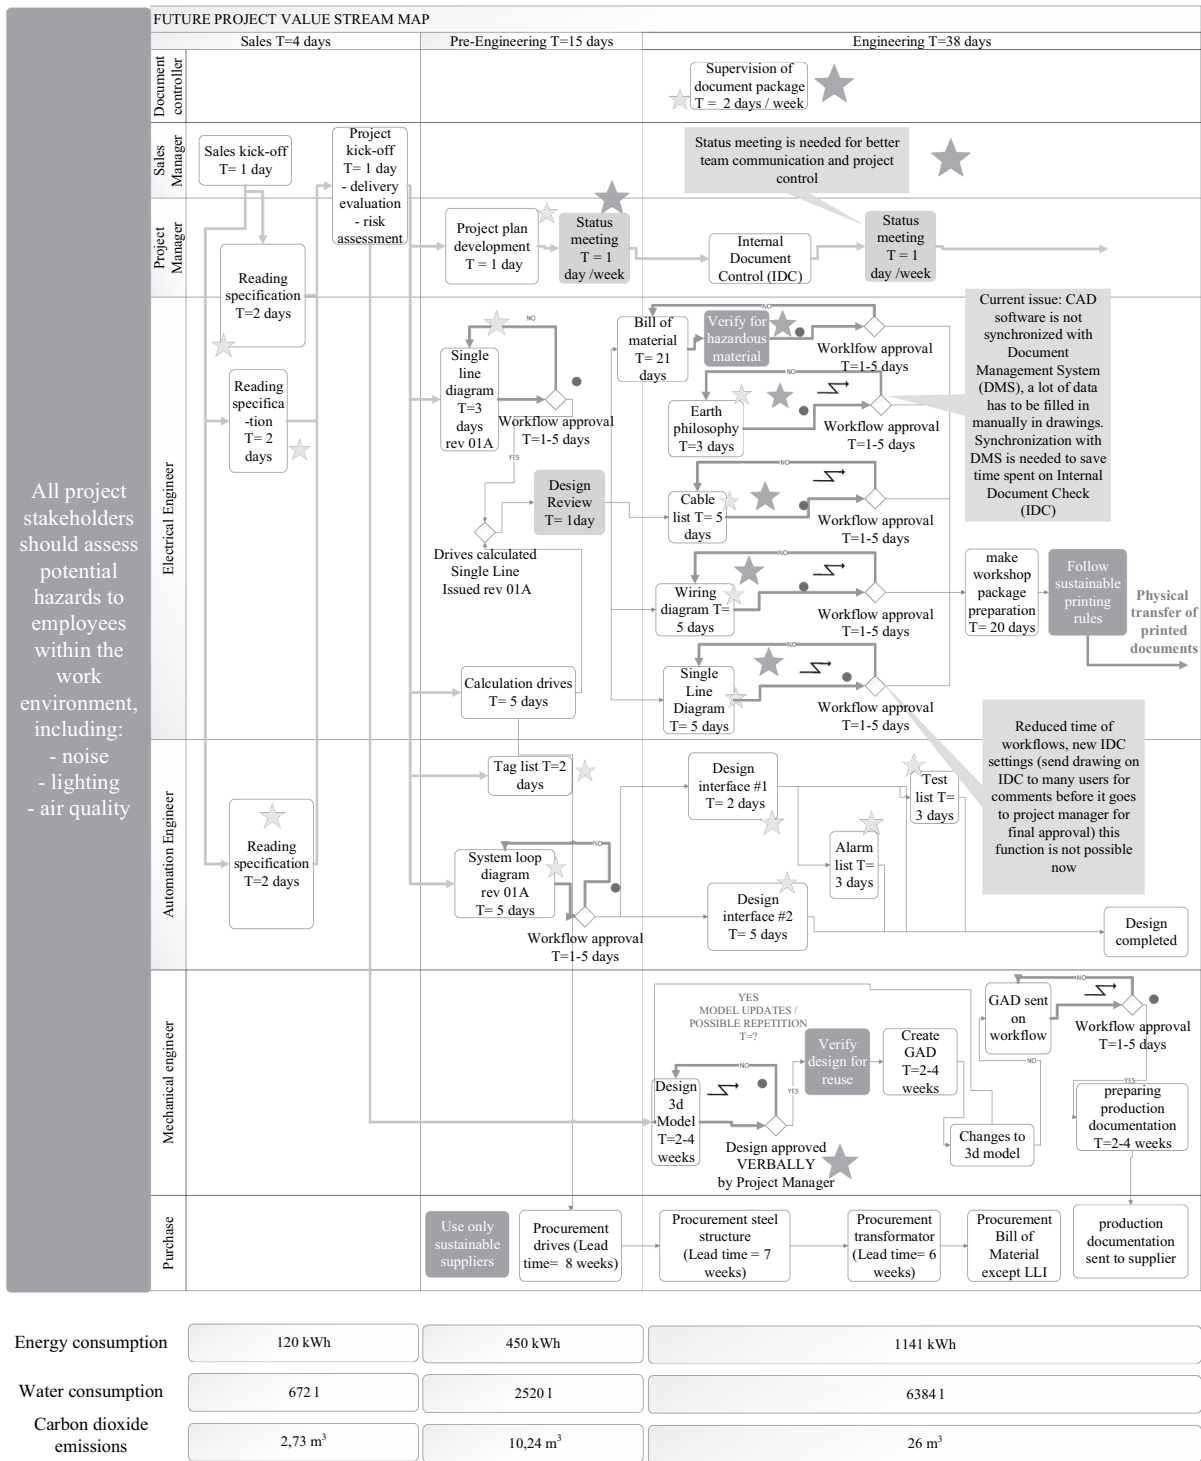 FUTURE PROJECT VALUE STREAM MAP
Sales T=4 days
Pre-Engineering T=15 days
Engineering T=38 days
All project
stakeholders
should assess
potential
hazards to
employees
within the
work
environment,
including:
- noise
- lighting
- air quality
Document
controller
Supervision of
document package
T = 2 days / week
Sales
Manager
Sales kick-off
T= 1 day
Project
kick-off
T= 1 day
- delivery
evaluation
- risk
assessment
Status meeting is needed for better
team communication and project
control
Project
Manager
Reading
specification
T=2 days
Project plan
development
T = 1 day
Status
meeting
T = 1
day /week
Internal
Document
Control (IDC)
Status
meeting
T = 1
day /week
Electrical Engineer
Reading
specifica
-tion
T= 2
days
NO
Single
line
diagram
T=3
days
rev 01A
Workflow approval
T=1-5 days
YES
Design
Review
T= 1day
Drives calculated
Single Line
Issued rev 01A
Calculation drives
T= 5 days
NO
Bill of
material
T= 21
days
Verify for
hazardous
material
Worklfow approval
T=1-5 days
NO
Earth
philosophy
T=3 days
Workflow approval
T=1-5 days
NO
Cable
list T= 5
days
Workflow approval
T=1-5 days
NO
Wiring
diagram T=
5 days
Workflow approval
T=1-5 days
NO
Single
Line
Diagram
T= 5 days
Workflow approval
T=1-5 days
Current issue: CAD
software is not
synchronized with
Document
Management System
(DMS), a lot of data
has to be filled in
manually in drawings.
Synchronization with
DMS is needed to save
time spent on Internal
Document Check
(IDC)
make
workshop
package
preparation
T= 20 days
Follow
sustainable
printing
rules
Physical
transfer of
printed
documents
Reduced time of
workflows, new IDC
settings (send drawing on
IDC to many users for
comments before it goes
to project manager for
final approval) this
function is not possible
now
Automation Engineer
Reading
specification
T=2 days
Tag list T=2
days
NO
System loop
diagram
rev 01A
T= 5 days
Workflow approval
T=1-5 days
Design
interface #1
T= 2 days
Design
interface #2
T= 5 days
Alarm
list T=
3 days
Test
list T=
3 days
Design
completed
Mechanical engineer
YES
MODEL UPDATES /
POSSIBLE REPETITION
T=?
NO
Design
3d
Model
T=2-4
weeks
Design approved
VERBALLY
by Project Manager
YES
Verify
design for
reuse
Create
GAD
T=2-4
weeks
Changes to
3d model
NO
NO
GAD sent
on
workflow
Workflow approval
T=1-5 days
YES
preparing
production
documentation
T=2-4 weeks
Purchase
Use only
sustainable
suppliers
Procurement
drives (Lead
time= 8 weeks)
Procurement steel
structure
(Lead time = 7
weeks)
Procurement
transformator
(Lead time= 6
weeks)
Procurement
Bill of
Material
except LLI
production
documentation
sent to supplier
Energy consumption
120 kWh
450 kWh
1141 kWh
Water consumption
672 l
2520 l
6384 l
Carbon dioxide
emissions
2,73 m³
10,24 m³
26 m³